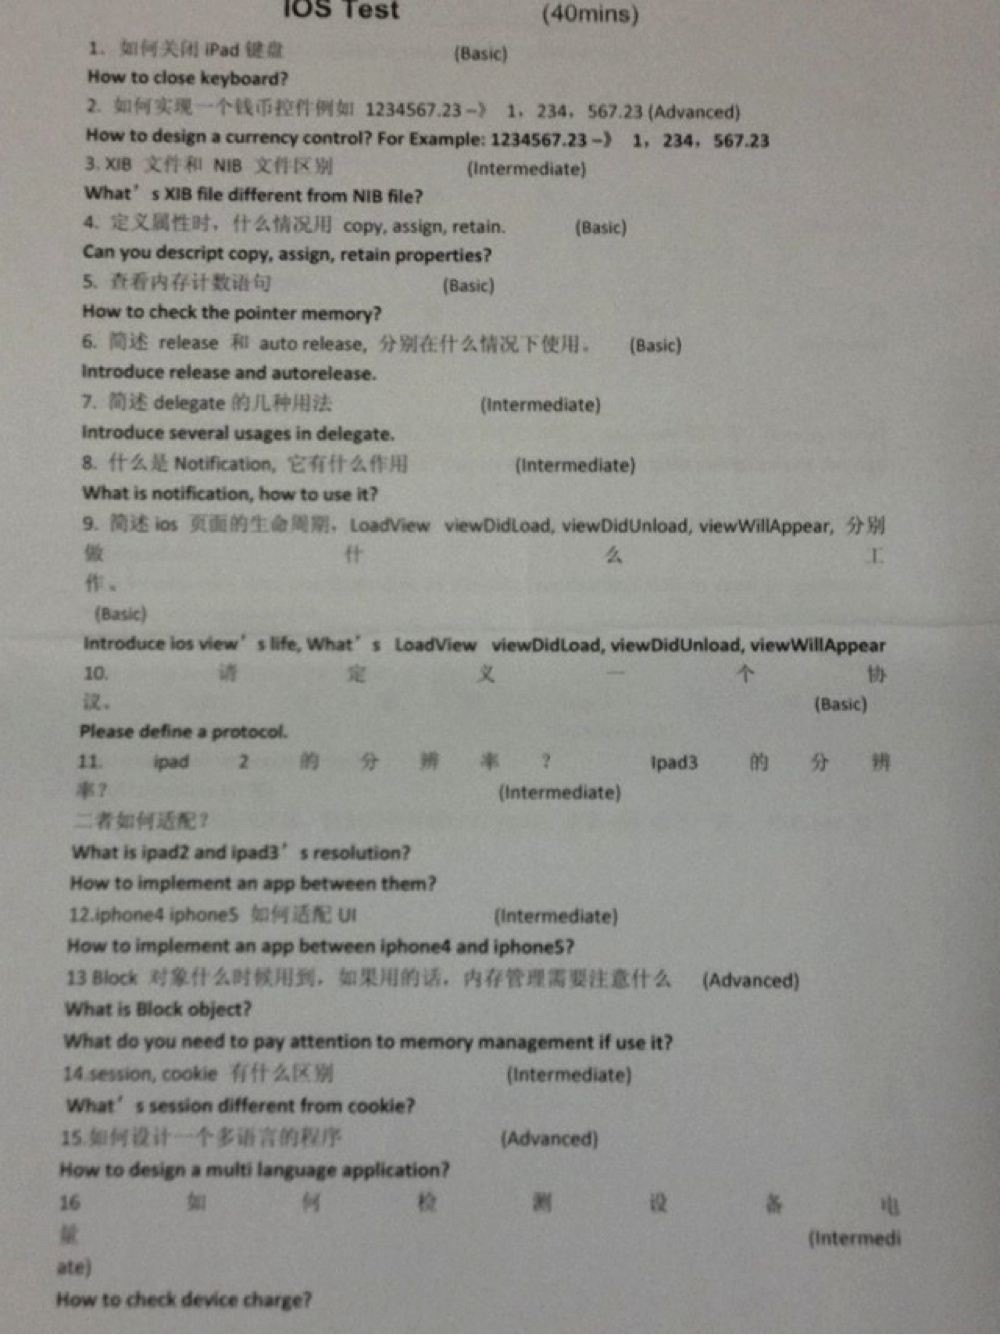 IOS Test (40mins)
1. 如何关闭 iPad 键盘 (Basic)
How to close keyboard?
2. 如何实现一个钱币控件例如 1234567.23 –》 1，234，567.23 (Advanced)
How to design a currency control? For Example: 1234567.23 –》 1，234，567.23
3. XIB 文件和 NIB 文件区别 (Intermediate)
What's XIB file different from NIB file?
4. 定义属性时，什么情况用 copy, assign, retain. (Basic)
Can you descript copy, assign, retain properties?
5. 查看内存计数语句 (Basic)
How to check the pointer memory?
6. 简述 release 和 auto release, 分别在什么情况下使用。 (Basic)
Introduce release and autorelease.
7. 简述 delegate 的几种用法 (Intermediate)
Introduce several usages in delegate.
8. 什么是 Notification, 它有什么作用 (Intermediate)
What is notification, how to use it?
9. 简述 ios 页面的生命周期，LoadView viewDidLoad, viewDidUnload, viewWillAppear, 分别
做 什 么 工
作。
(Basic)
Introduce ios view's life, What's LoadView viewDidLoad, viewDidUnload, viewWillAppear
10. 请 定 义 一 个 协
议。 (Basic)
Please define a protocol.
11. ipad 2 的 分 辨 率 ？ Ipad3 的 分 辨
率？ (Intermediate)
二者如何适配？
What is ipad2 and ipad3's resolution?
How to implement an app between them?
12.iphone4 iphone5 如何适配 UI (Intermediate)
How to implement an app between iphone4 and iphone5?
13 Block 对象什么时候用到，如果用的话，内存管理需要注意什么 (Advanced)
What is Block object?
What do you need to pay attention to memory management if use it?
14.session, cookie 有什么区别 (Intermediate)
What's session different from cookie?
15.如何设计一个多语言的程序 (Advanced)
How to design a multi language application?
16 如 何 检 测 设 备 电
量 (Intermedi
ate)
How to check device charge?